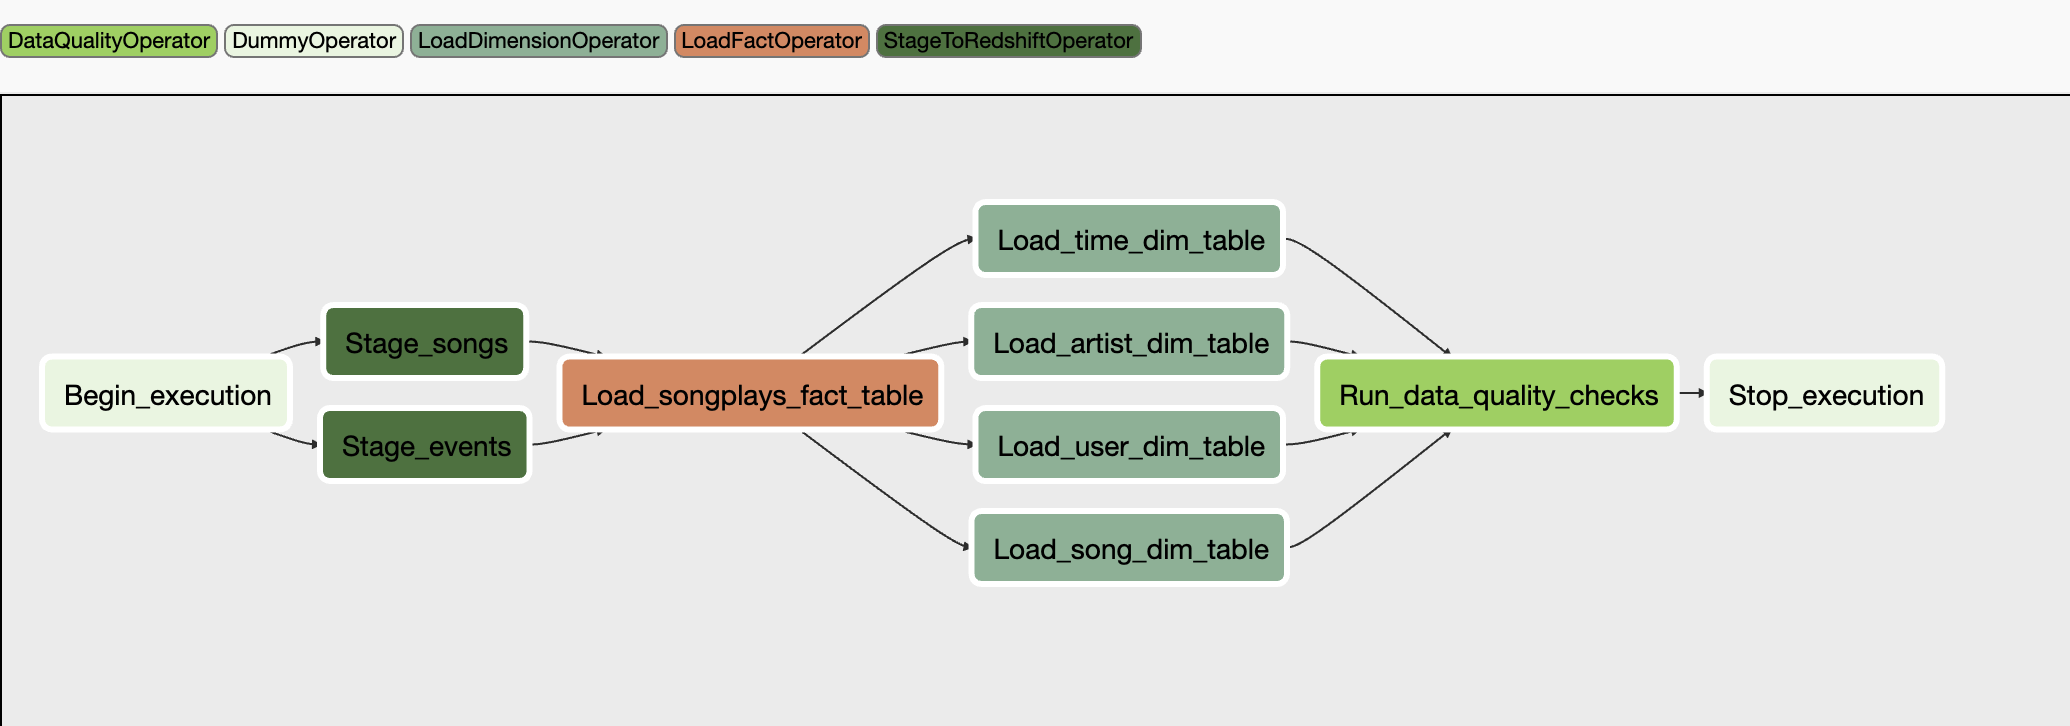 DataQualityOperator DummyOperator LoadDimensionOperator LoadFactOperator StageToRedshiftOperator
Begin_execution
Stage_songs
Stage_events
Load_songplays_fact_table
Load_time_dim_table
Load_artist_dim_table
Load_user_dim_table
Load_song_dim_table
Run_data_quality_checks
Stop_execution